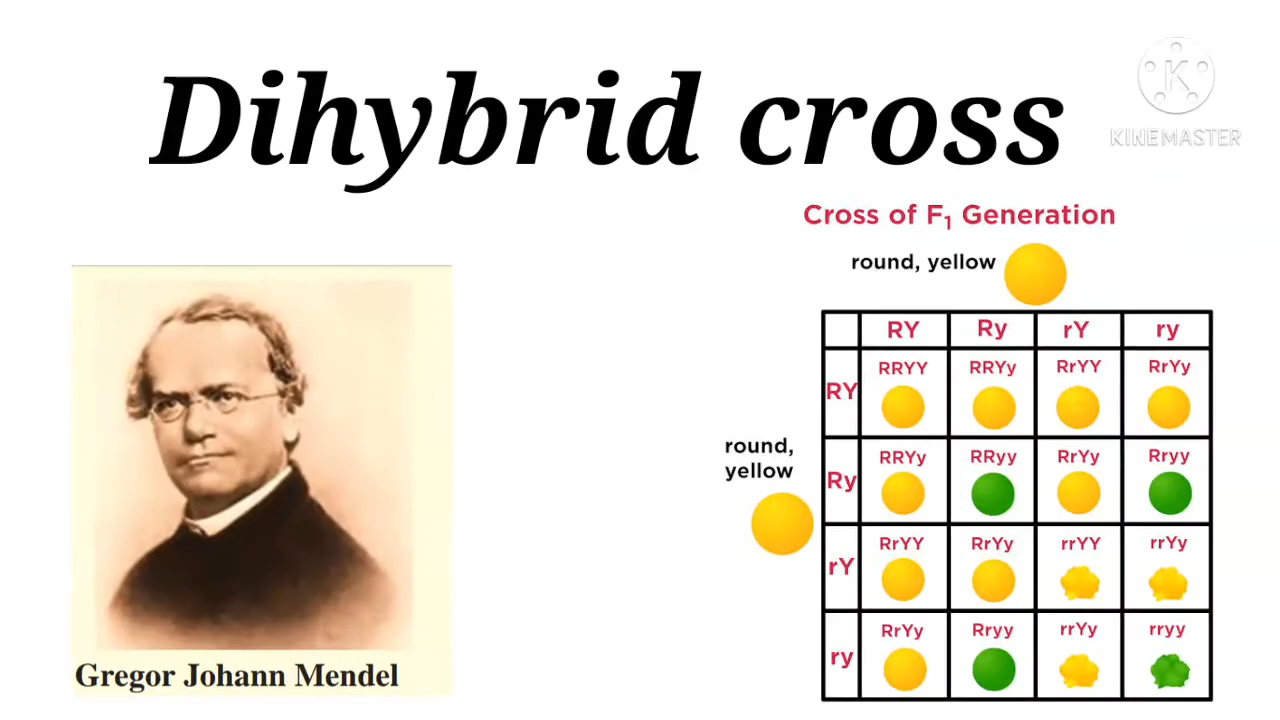 Dihybrid cross
K
KINEMASTER
Cross of F₁ Generation
round, yellow
RY Ry rY ry
RY RRYY RRYy RrYY RrYy
round,
yellow
Ry RRYy RRyy RrYy Rryy
rY RrYY RrYy rrYY rrYy
ry RrYy Rryy rrYy rryy
Gregor Johann Mendel